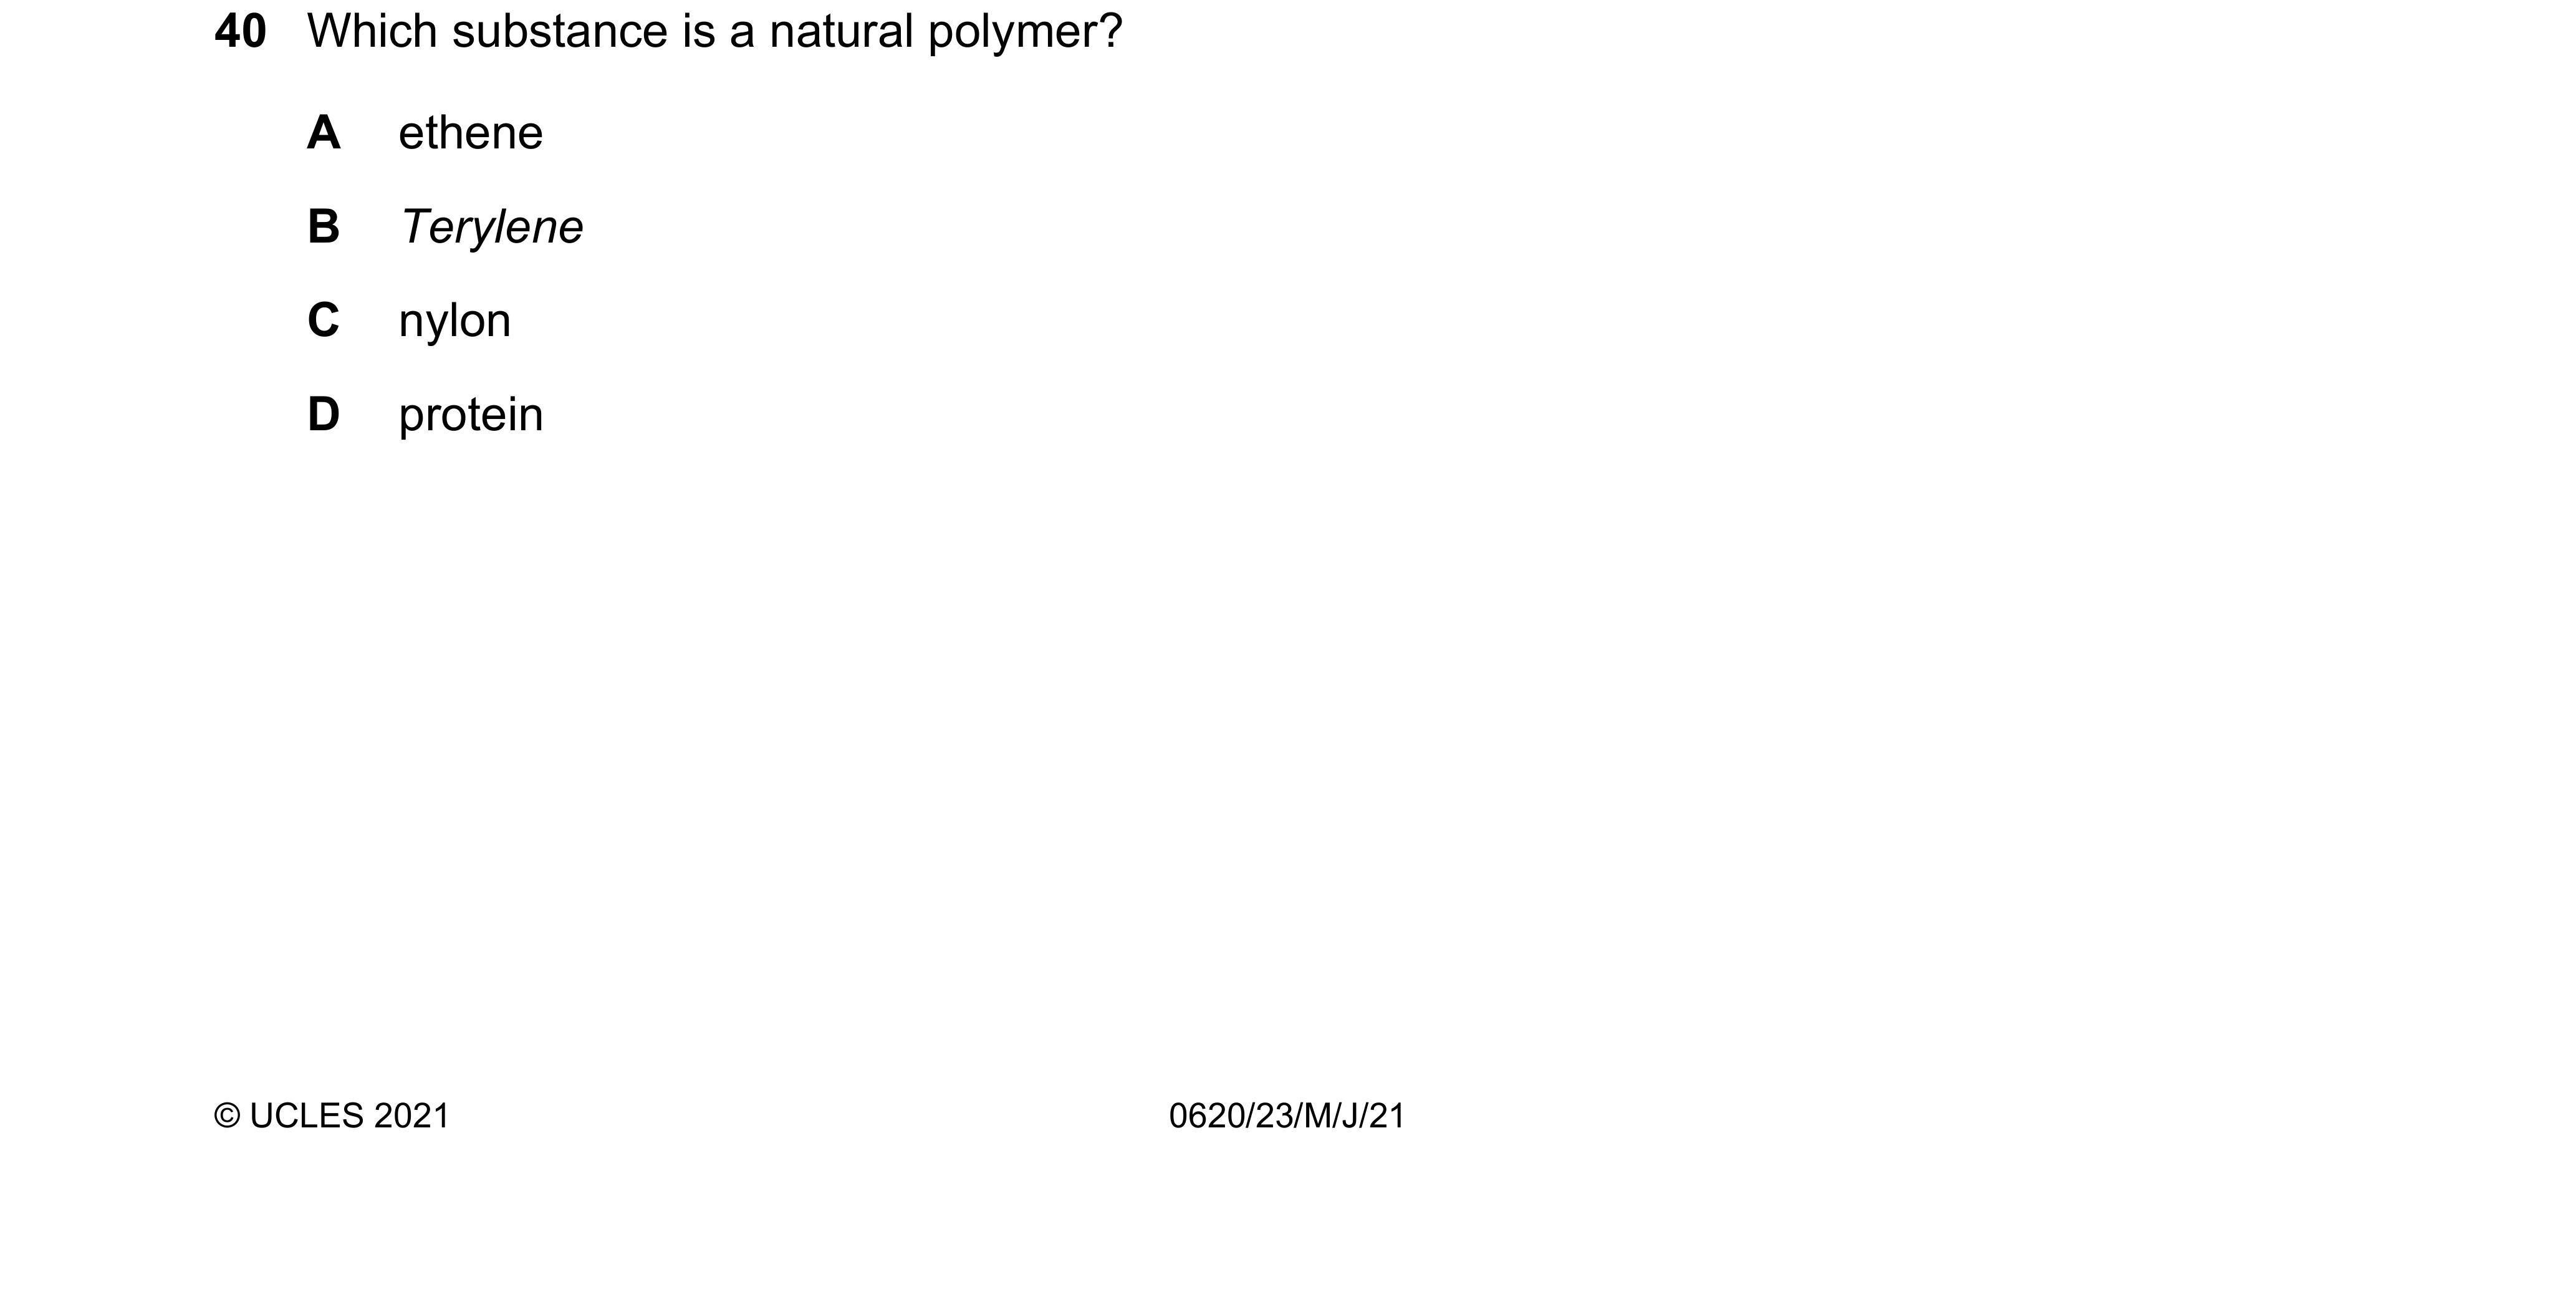 40 Which substance is a natural polymer?
A ethene
B Terylene
C nylon
D protein
© UCLES 2021 0620/23/M/J/21